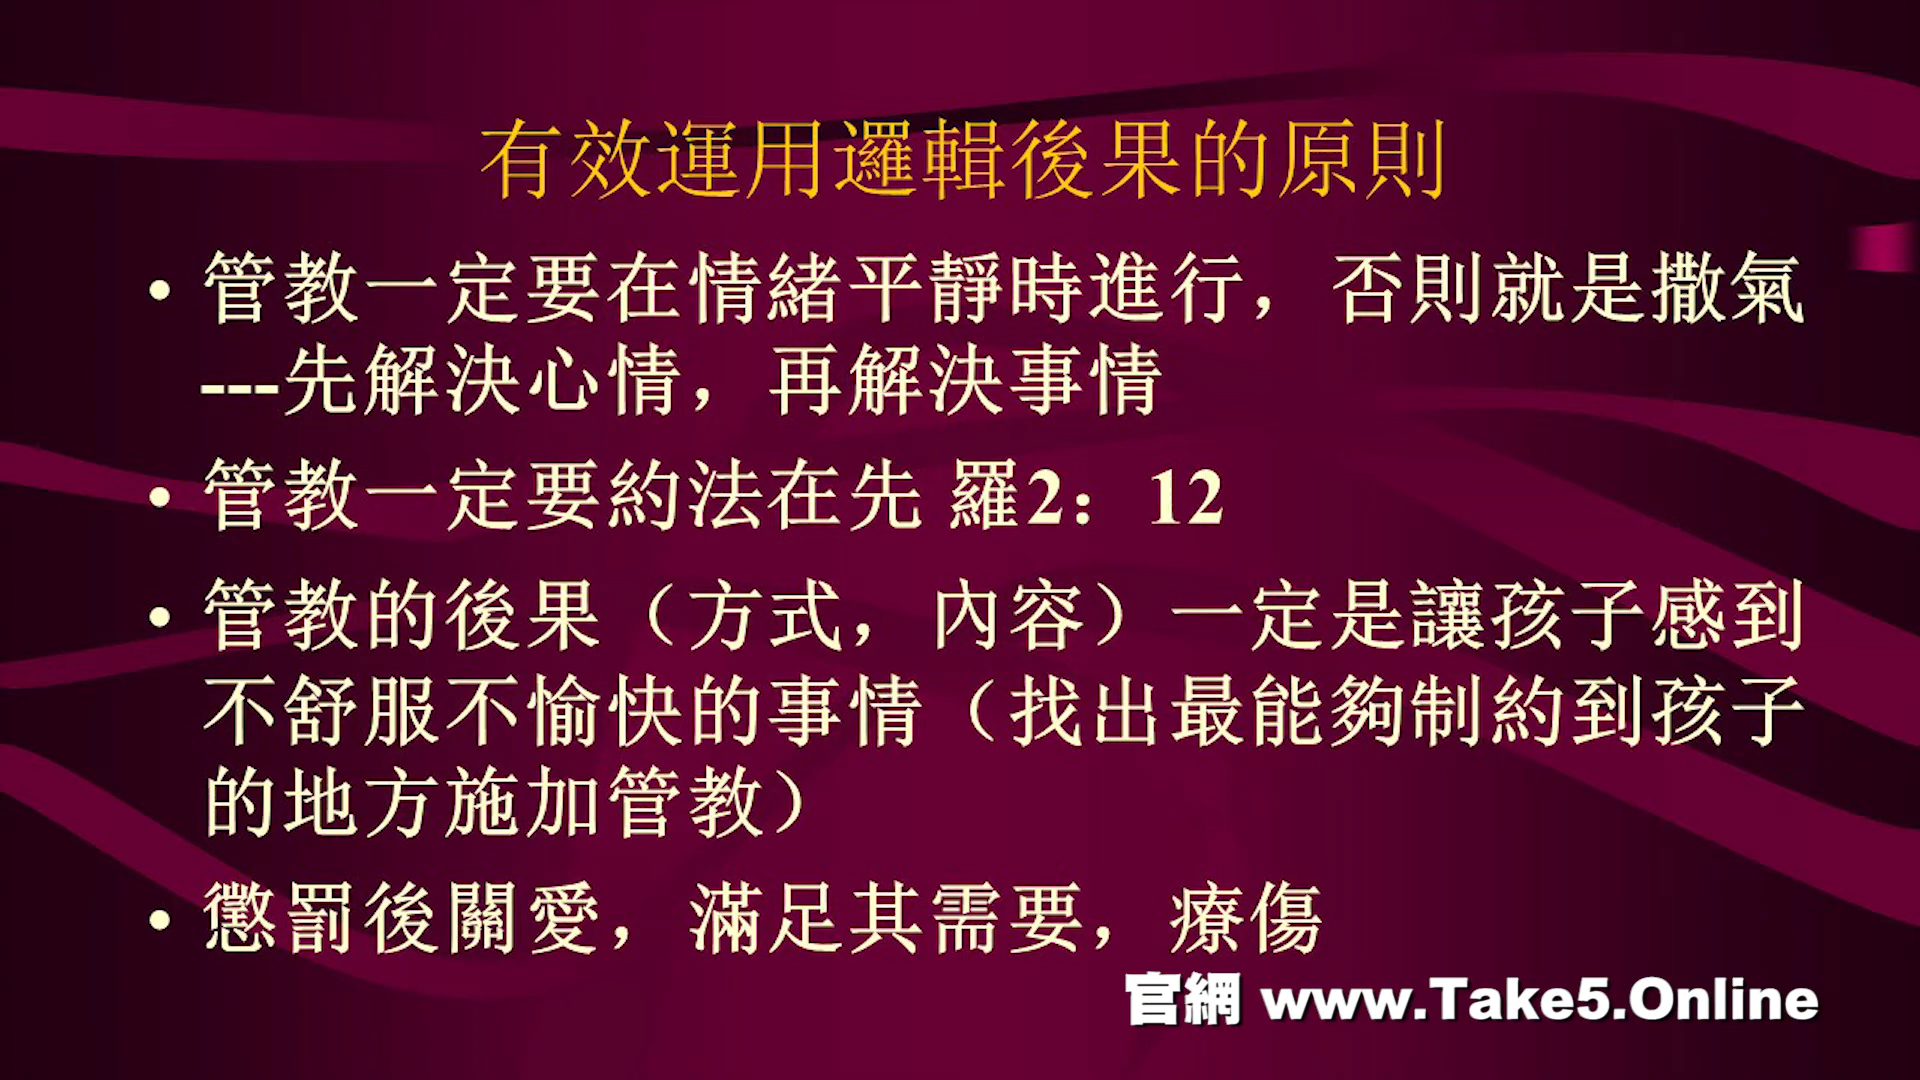 有效運用邏輯後果的原則
• 管教一定要在情緒平靜時進行，否則就是撒氣
---先解決心情，再解決事情
• 管教一定要約法在先 羅2：12
• 管教的後果（方式，內容）一定是讓孩子感到
不舒服不愉快的事情（找出最能夠制約到孩子
的地方施加管教）
• 懲罰後關愛，滿足其需要，療傷
官網 www.Take5.Online